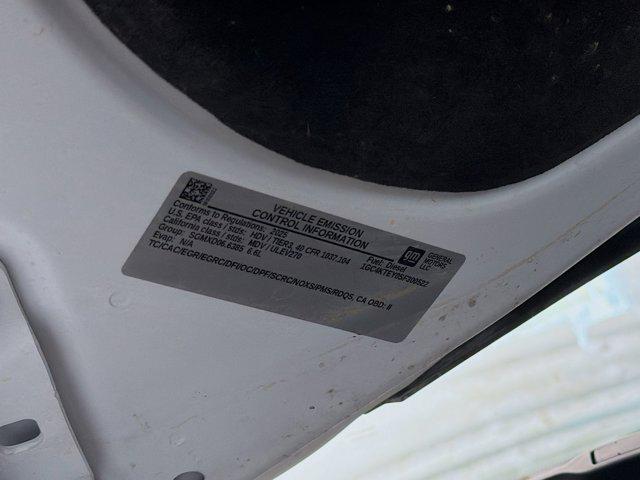 VEHICLE EMISSION
CONTROL INFORMATION
Conforms to Regulations: 2025
U.S. EPA class / stds: HDV / TIER3, 40 CFR 1037.104
California class / stds: MDV / ULEV270
Group: SGMXD06.6385 6.6L
Evap: N/A
TC/CAC/EGR/EGRC/DFI/OC/DPF/SCRC/NOXS/PMS/RDQS, CA OBD: II
Fuel: Diesel
gm
GENERAL
MOTORS
LLC